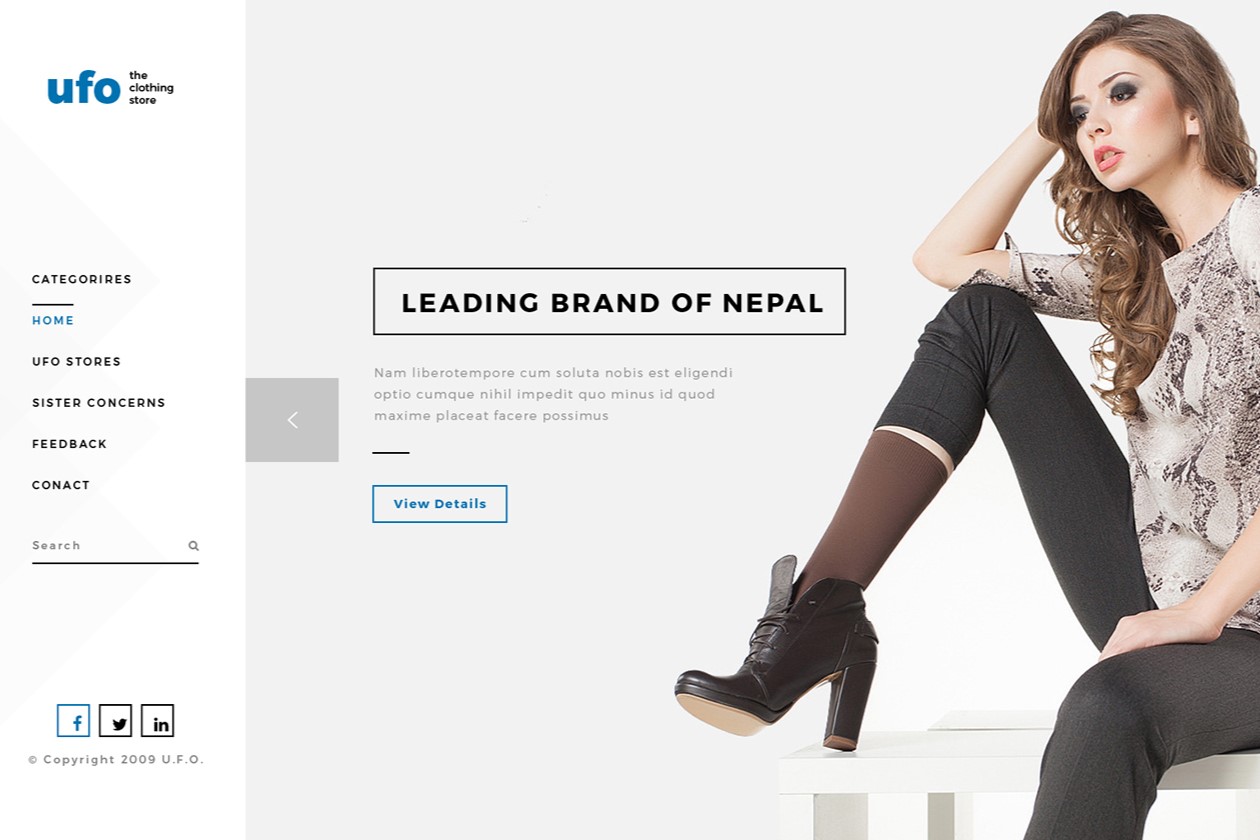 ufo
the
clothing
store
CATEGORIRES
HOME
UFO STORES
SISTER CONCERNS
FEEDBACK
CONACT
Search
f
in
© Copyright 2009 U.F.O.
LEADING BRAND OF NEPAL
Nam liberotempore cum soluta nobis est eligendi
optio cumque nihil impedit quo minus id quod
maxime placeat facere possimus
View Details